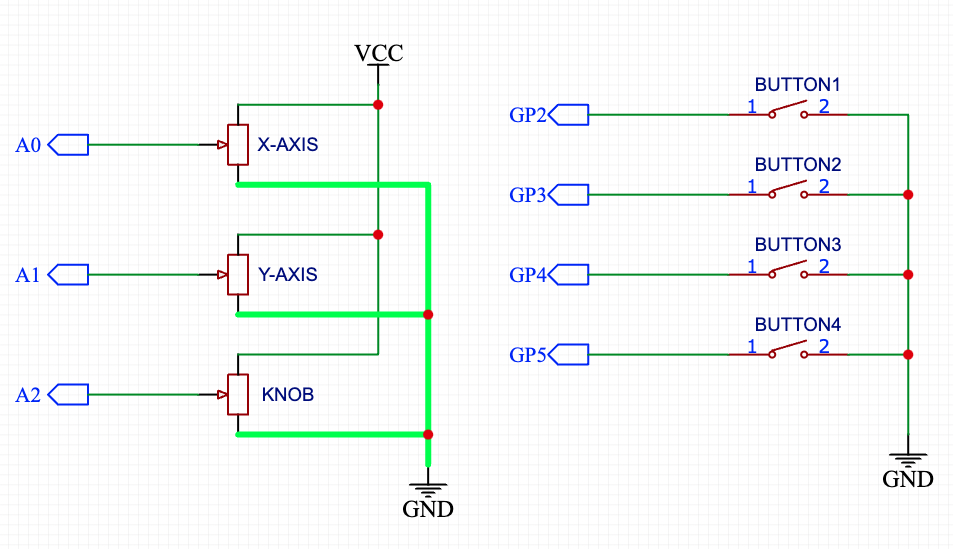 VCC
A0
X-AXIS
A1
Y-AXIS
A2
KNOB
GND
BUTTON1
GP2
1 2
BUTTON2
GP3
1 2
BUTTON3
GP4
1 2
BUTTON4
GP5
1 2
GND